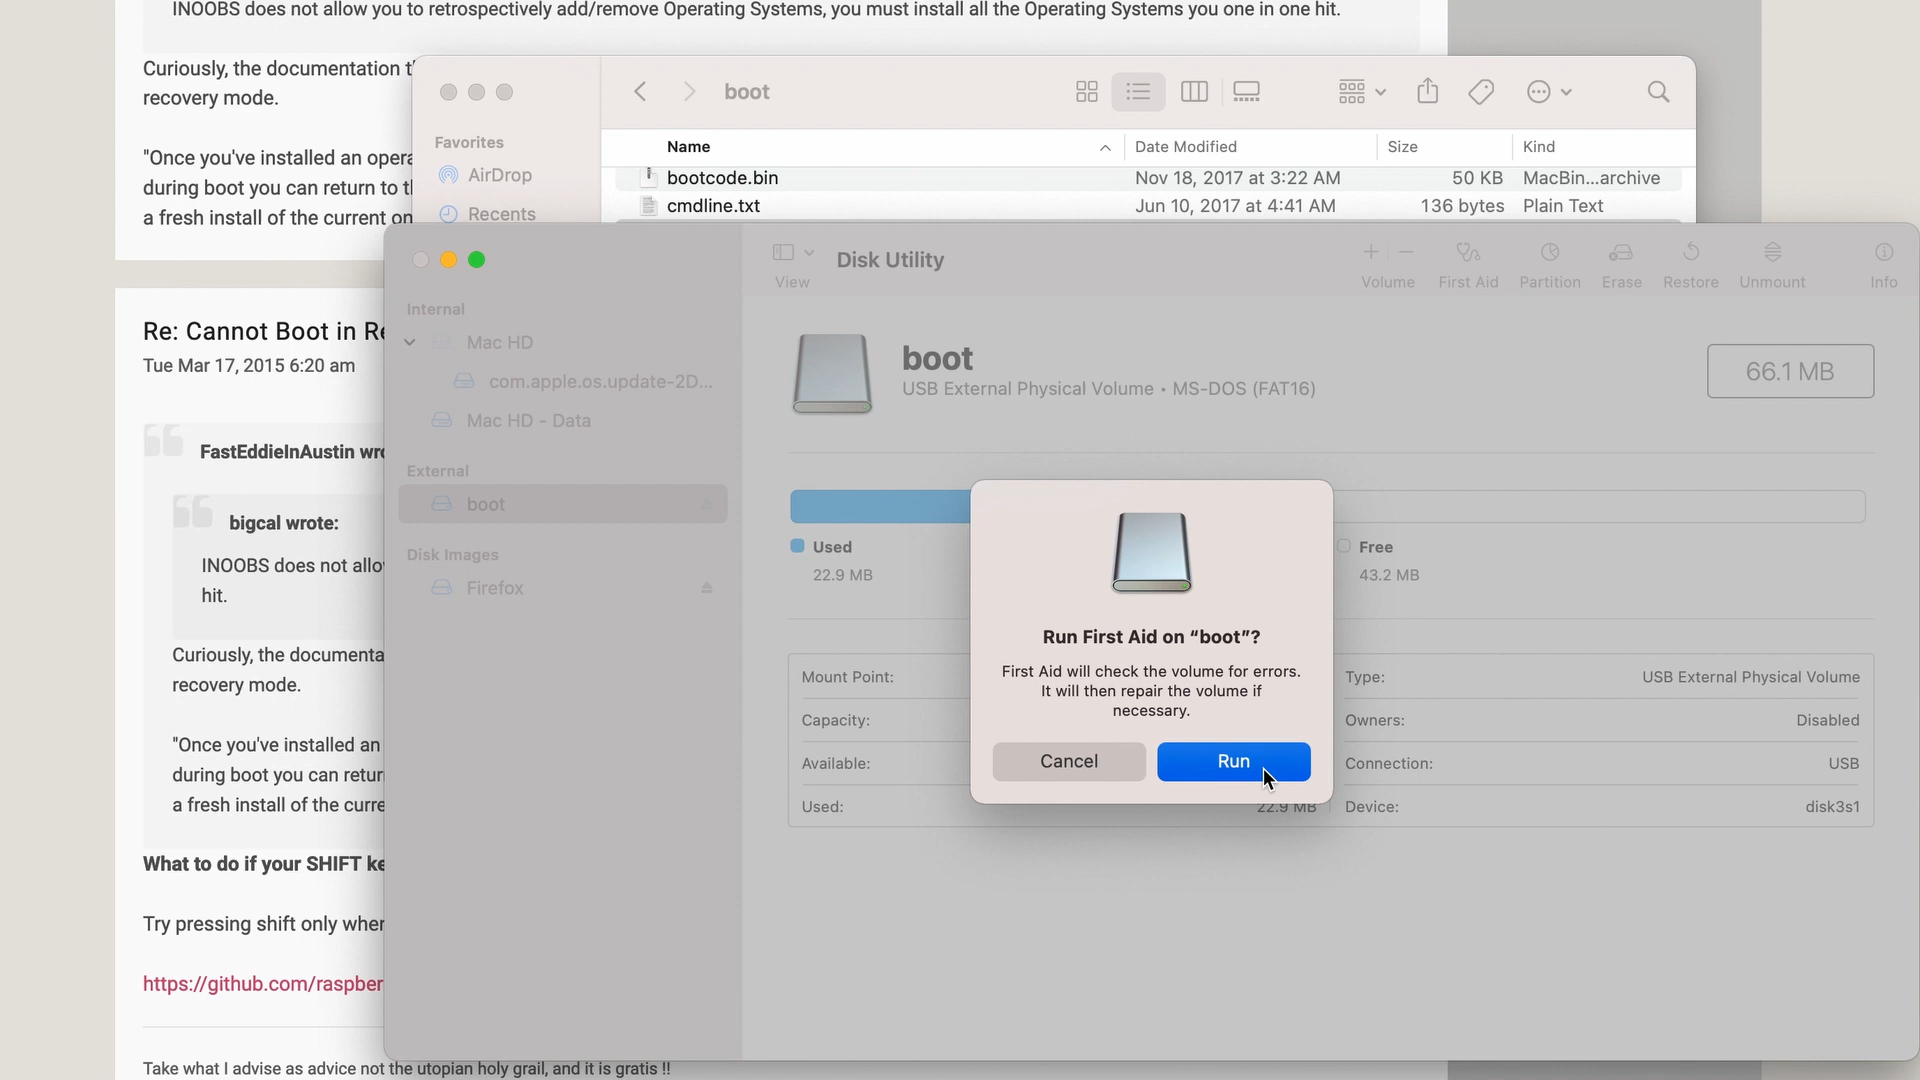 INOOBS does not allow you to retrospectively add/remove Operating Systems, you must install all the Operating Systems you one in one hit.
Curiously, the documentation t
recovery mode.
"Once you've installed an opera
during boot you can return to t
a fresh install of the current on
boot
Favorites
AirDrop
Recents
Name
Date Modified
Size
Kind
bootcode.bin
Nov 18, 2017 at 3:22 AM
50 KB
MacBin...archive
cmdline.txt
Jun 10, 2017 at 4:41 AM
136 bytes
Plain Text
Re: Cannot Boot in Re
Tue Mar 17, 2015 6:20 am
FastEddieInAustin wro
bigcal wrote:
INOOBS does not allo
hit.
Curiously, the documenta
recovery mode.
"Once you've installed an
during boot you can retur
a fresh install of the curre
What to do if your SHIFT ke
Try pressing shift only when
https://github.com/raspber
Take what I advise as advice not the utopian holy grail, and it is gratis !!
Disk Utility
View
Volume
First Aid
Partition
Erase
Restore
Unmount
Info
Internal
Mac HD
com.apple.os.update-2D...
Mac HD - Data
External
boot
Disk Images
Firefox
boot
USB External Physical Volume • MS-DOS (FAT16)
66.1 MB
Used
22.9 MB
Free
43.2 MB
Mount Point:
Capacity:
Available:
Used:
22.9 MB
Type:
USB External Physical Volume
Owners:
Disabled
Connection:
USB
Device:
disk3s1
Run First Aid on “boot”?
First Aid will check the volume for errors.
It will then repair the volume if
necessary.
Cancel
Run